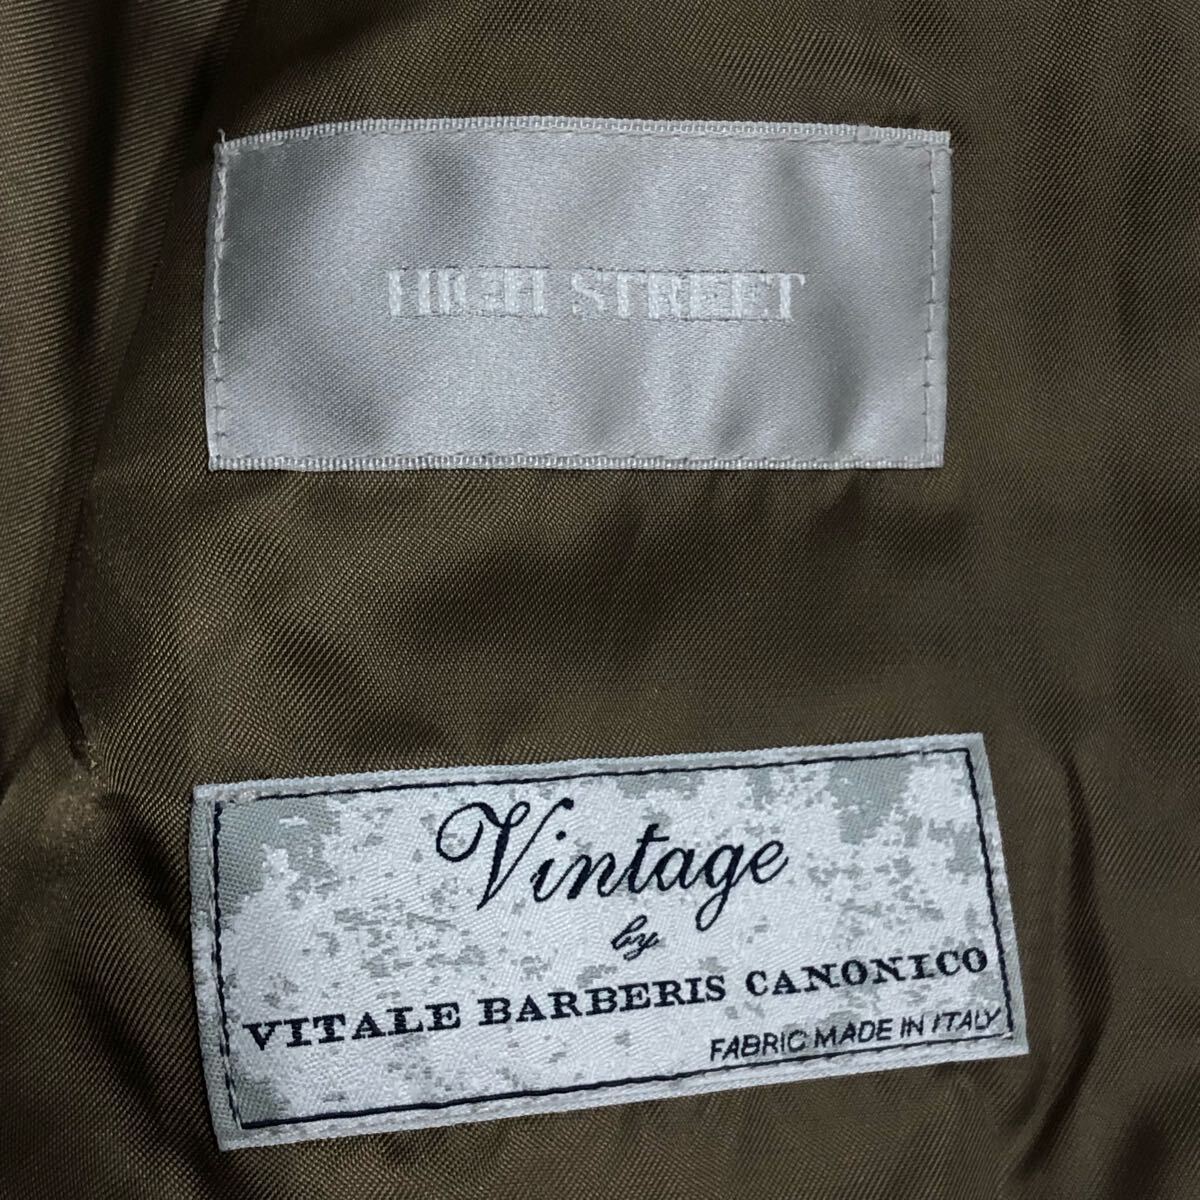 HIGH STREET
Vintage
by
VITALE BARBERIS CANONICO
FABRIC MADE IN ITALY